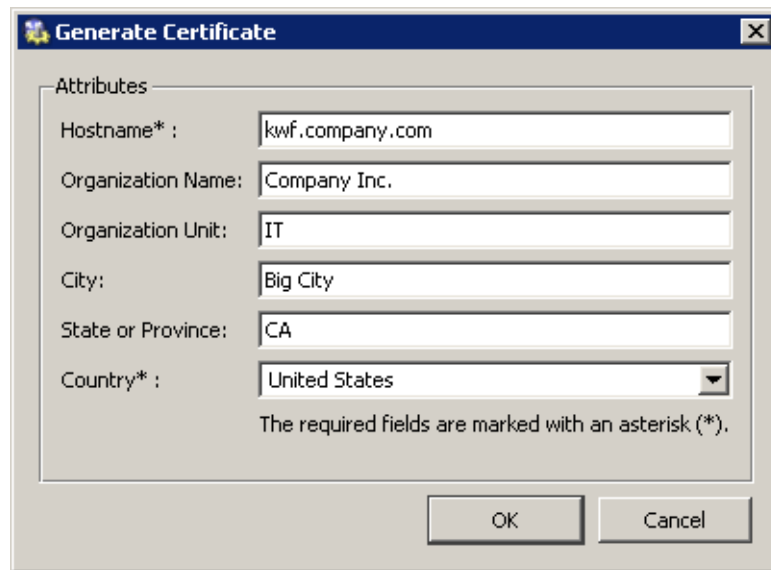 Generate Certificate
Attributes
Hostname* : kwf.company.com
Organization Name: Company Inc.
Organization Unit: IT
City: Big City
State or Province: CA
Country* : United States
The required fields are marked with an asterisk (*).
OK Cancel